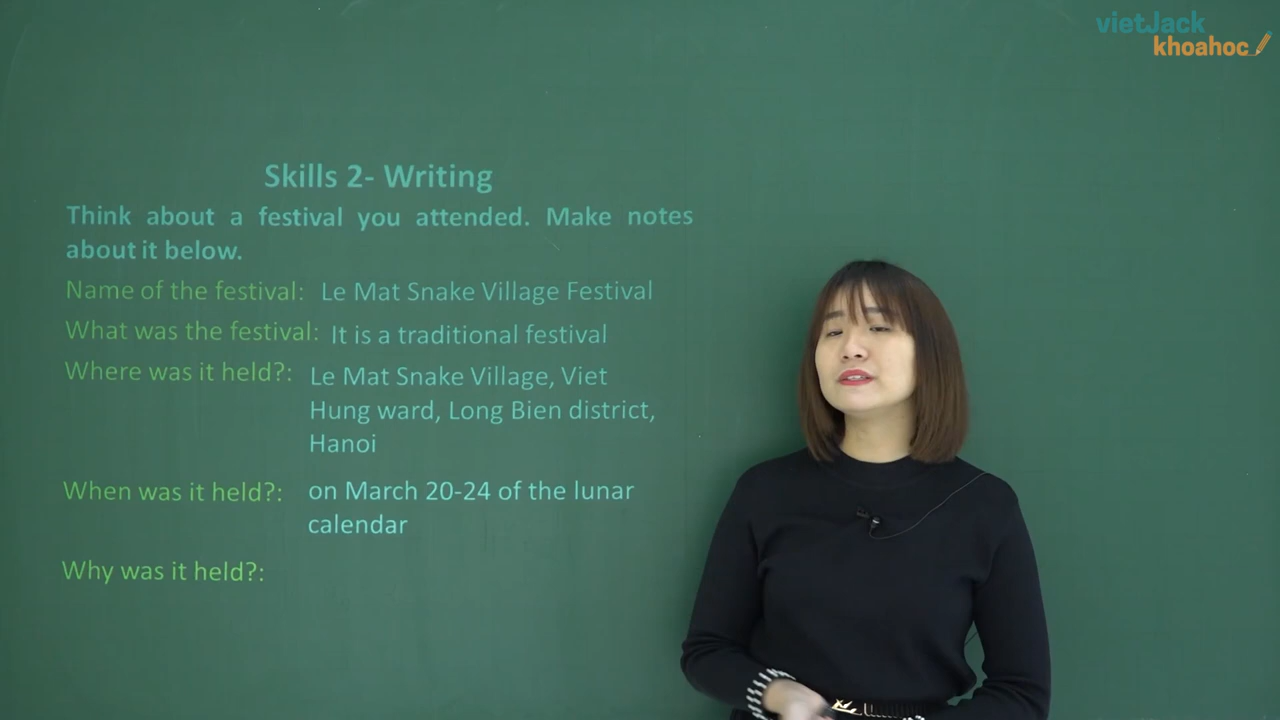 vietJack
khoahoc
Skills 2- Writing
Think about a festival you attended. Make notes
about it below.
Name of the festival: Le Mat Snake Village Festival
What was the festival: It is a traditional festival
Where was it held?: Le Mat Snake Village, Viet
Hung ward, Long Bien district,
Hanoi
When was it held?: on March 20-24 of the lunar
calendar
Why was it held?: